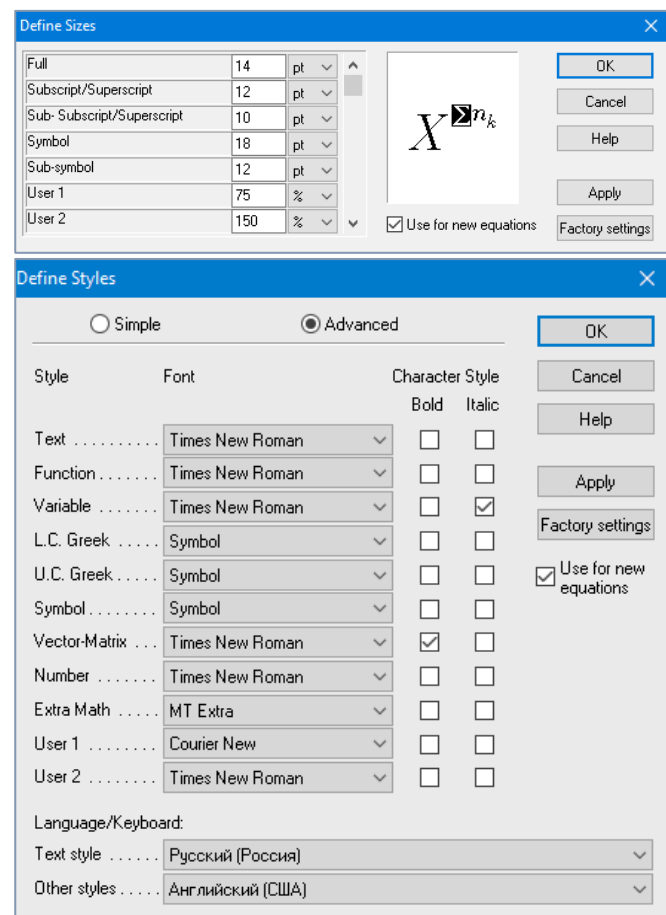 Define Sizes
Full 14 pt
Subscript/Superscript 12 pt
Sub- Subscript/Superscript 10 pt
Symbol 18 pt
Sub-symbol 12 pt
User 1 75 %
User 2 150 %
X Σ n k
Use for new equations
OK
Cancel
Help
Apply
Factory settings
Define Styles
Simple Advanced
Style Font Character Style
Bold Italic
Text .......... Times New Roman
Function ....... Times New Roman
Variable ....... Times New Roman
L.C. Greek ..... Symbol
U.C. Greek ..... Symbol
Symbol ........ Symbol
Vector-Matrix ... Times New Roman
Number ....... Times New Roman
Extra Math ..... MT Extra
User 1 ........ Courier New
User 2 ........ Times New Roman
OK
Cancel
Help
Apply
Factory settings
Use for new
equations
Language/Keyboard:
Text style ...... Русский (Россия)
Other styles ..... Английский (США)